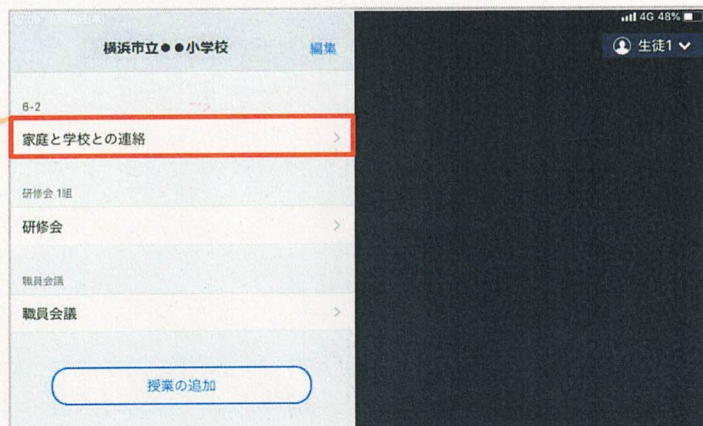 4G 48%
横浜市立●●小学校
編集
生徒1
6-2
家庭と学校との連絡
研修会 1組
研修会
職員会議
職員会議
授業の追加